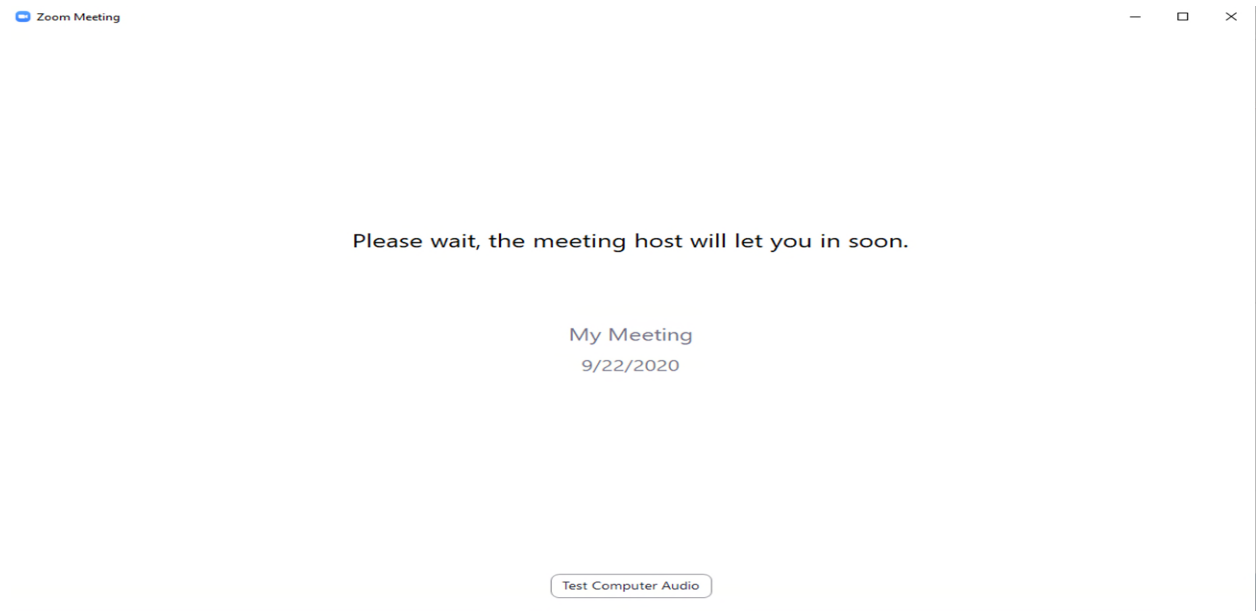 Zoom Meeting
Please wait, the meeting host will let you in soon.
My Meeting
9/22/2020
Test Computer Audio